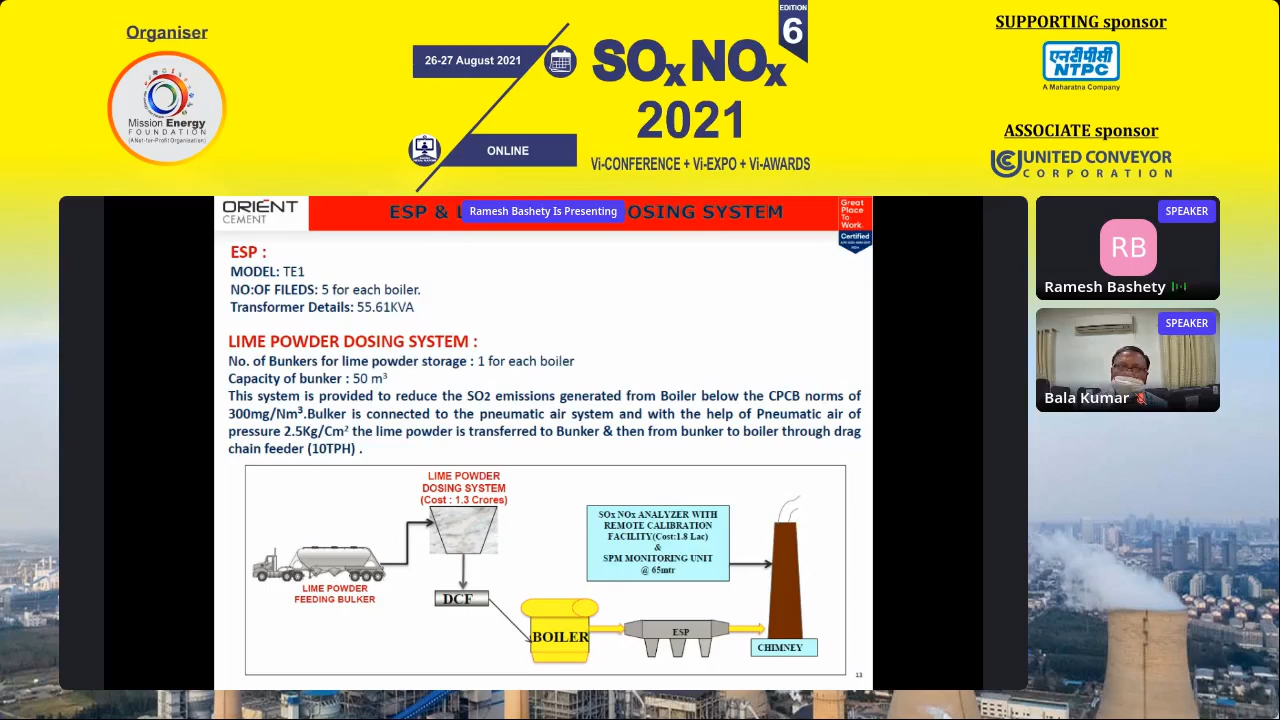 Organiser
Mission Energy
FOUNDATION
(A Not-for-Profit Organisation)
26-27 August 2021
ONLINE
EDITION
6
SOx NOx
2021
Vi-CONFERENCE + Vi-EXPO + Vi-AWARDS
SUPPORTING sponsor
एनटीपीसी
NTPC
A Maharatna Company
ASSOCIATE sponsor
UCC UNITED CONVEYOR
CORPORATION
ORIENT
CEMENT
ESP & L
OSING SYSTEM
Ramesh Bashety Is Presenting
Great
Place
To
Work.
Certified
ESP :
MODEL: TE1
NO:OF FILEDS: 5 for each boiler.
Transformer Details: 55.61KVA
LIME POWDER DOSING SYSTEM :
No. of Bunkers for lime powder storage : 1 for each boiler
Capacity of bunker : 50 m³
This system is provided to reduce the SO2 emissions generated from Boiler below the CPCB norms of
300mg/Nm³.Bulker is connected to the pneumatic air system and with the help of Pneumatic air of
pressure 2.5Kg/Cm² the lime powder is transferred to Bunker & then from bunker to boiler through drag
chain feeder (10TPH) .
LIME POWDER
DOSING SYSTEM
(Cost : 1.3 Crores)
LIME POWDER
FEEDING BULKER
DCF
BOILER
ESP
SOx NOx ANALYZER WITH
REMOTE CALIBRATION
FACILITY(Cost:1.8 Lac)
&
SPM MONITORING UNIT
@ 65mtr
CHIMNEY
13
SPEAKER
RB
Ramesh Bashety
SPEAKER
Bala Kumar